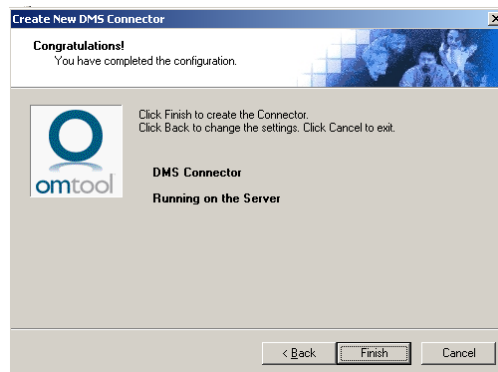 Create New DMS Connector
Congratulations!
You have completed the configuration.
Click Finish to create the Connector.
Click Back to change the settings. Click Cancel to exit.
omtool
DMS Connector
Running on the Server
< Back
Finish
Cancel